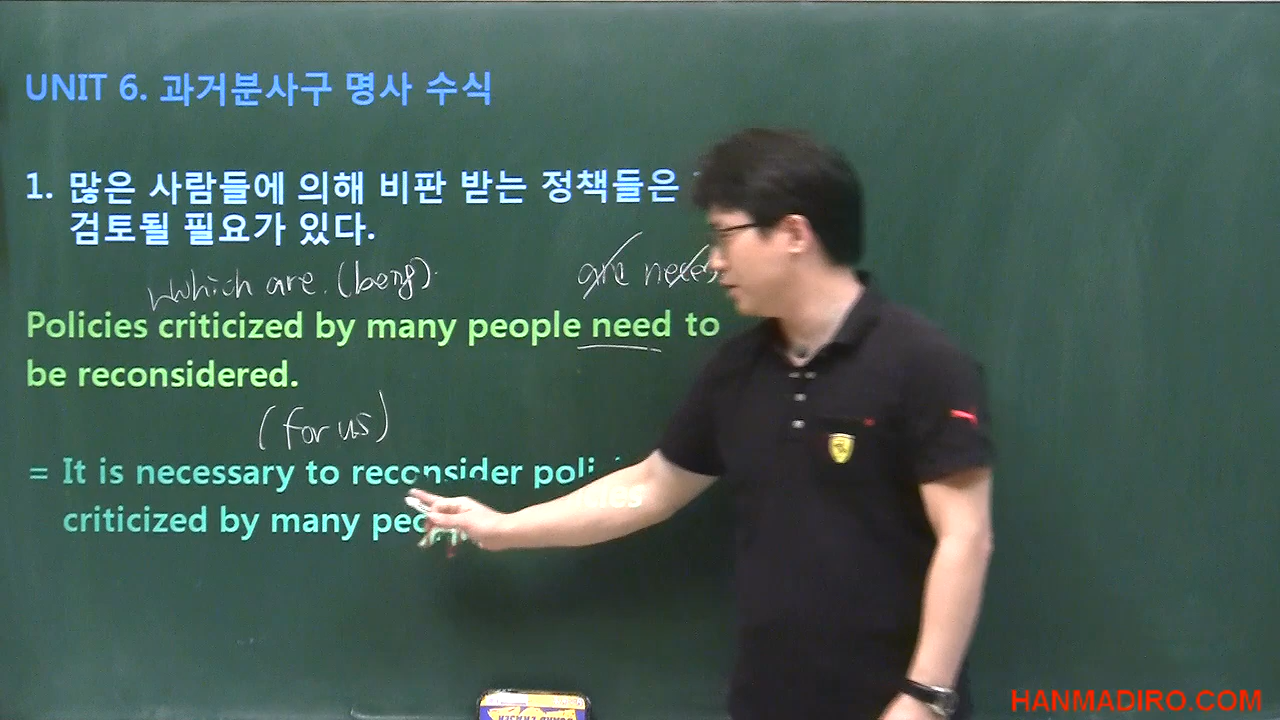 UNIT 6. 과거분사구 명사 수식
1. 많은 사람들에 의해 비판 받는 정책들은
검토될 필요가 있다.
which are. (being).
are need
Policies criticized by many people need to
be reconsidered.
(for us)
= It is necessary to reconsider
criticized by many
HANMADIRO.COM